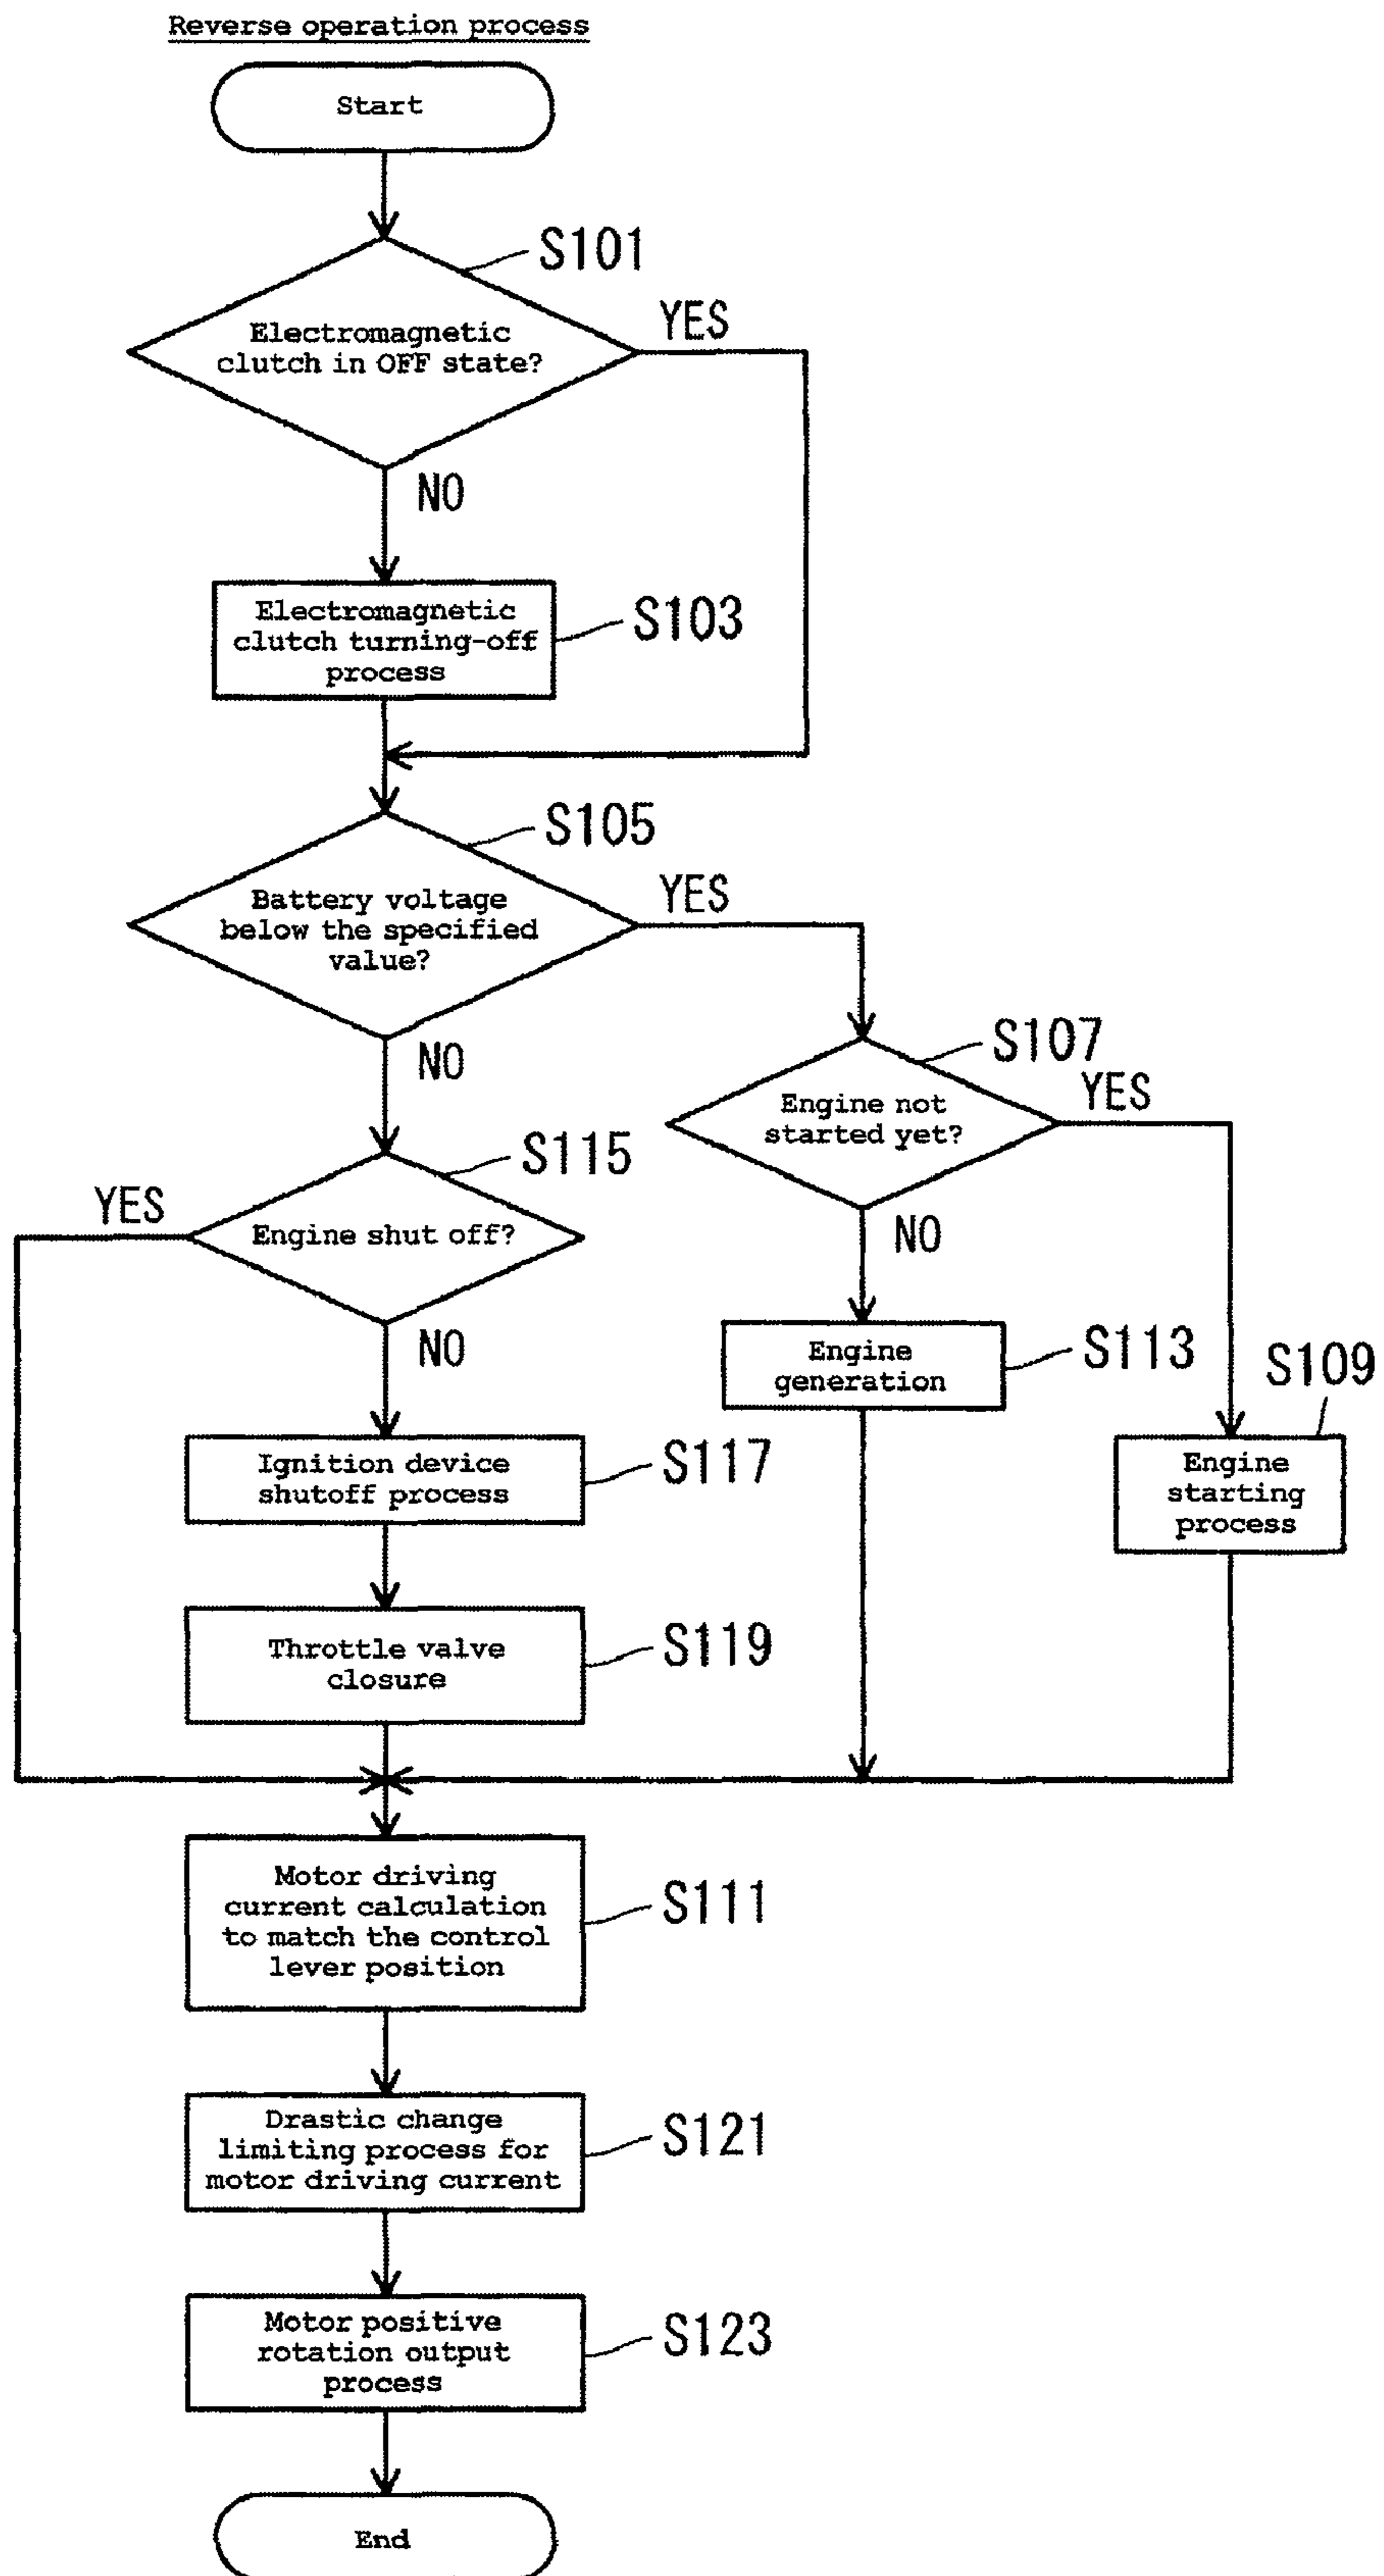 Reverse operation process
Start
S101
Electromagnetic
clutch in OFF state?
YES
NO
Electromagnetic
clutch turning-off
process
S103
S105
Battery voltage
below the specified
value?
YES
NO
S107
Engine not
started yet?
YES
NO
S115
YES
Engine shut off?
NO
Engine
generation
S113
S109
Engine
starting
process
Ignition device
shutoff process
S117
Throttle valve
closure
S119
Motor driving
current calculation
to match the control
lever position
S111
Drastic change
limiting process for
motor driving current
S121
Motor positive
rotation output
process
S123
End